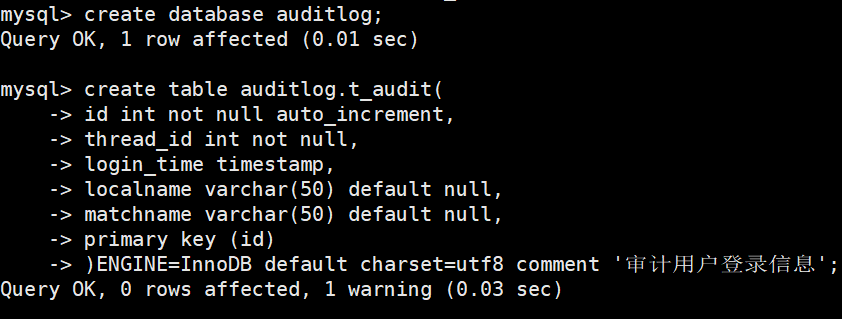 mysql> create database auditlog;
Query OK, 1 row affected (0.01 sec)
mysql> create table auditlog.t_audit(
    -> id int not null auto_increment,
    -> thread_id int not null,
    -> login_time timestamp,
    -> localname varchar(50) default null,
    -> matchname varchar(50) default null,
    -> primary key (id)
    -> )ENGINE=InnoDB default charset=utf8 comment '审计用户登录信息';
Query OK, 0 rows affected, 1 warning (0.03 sec)